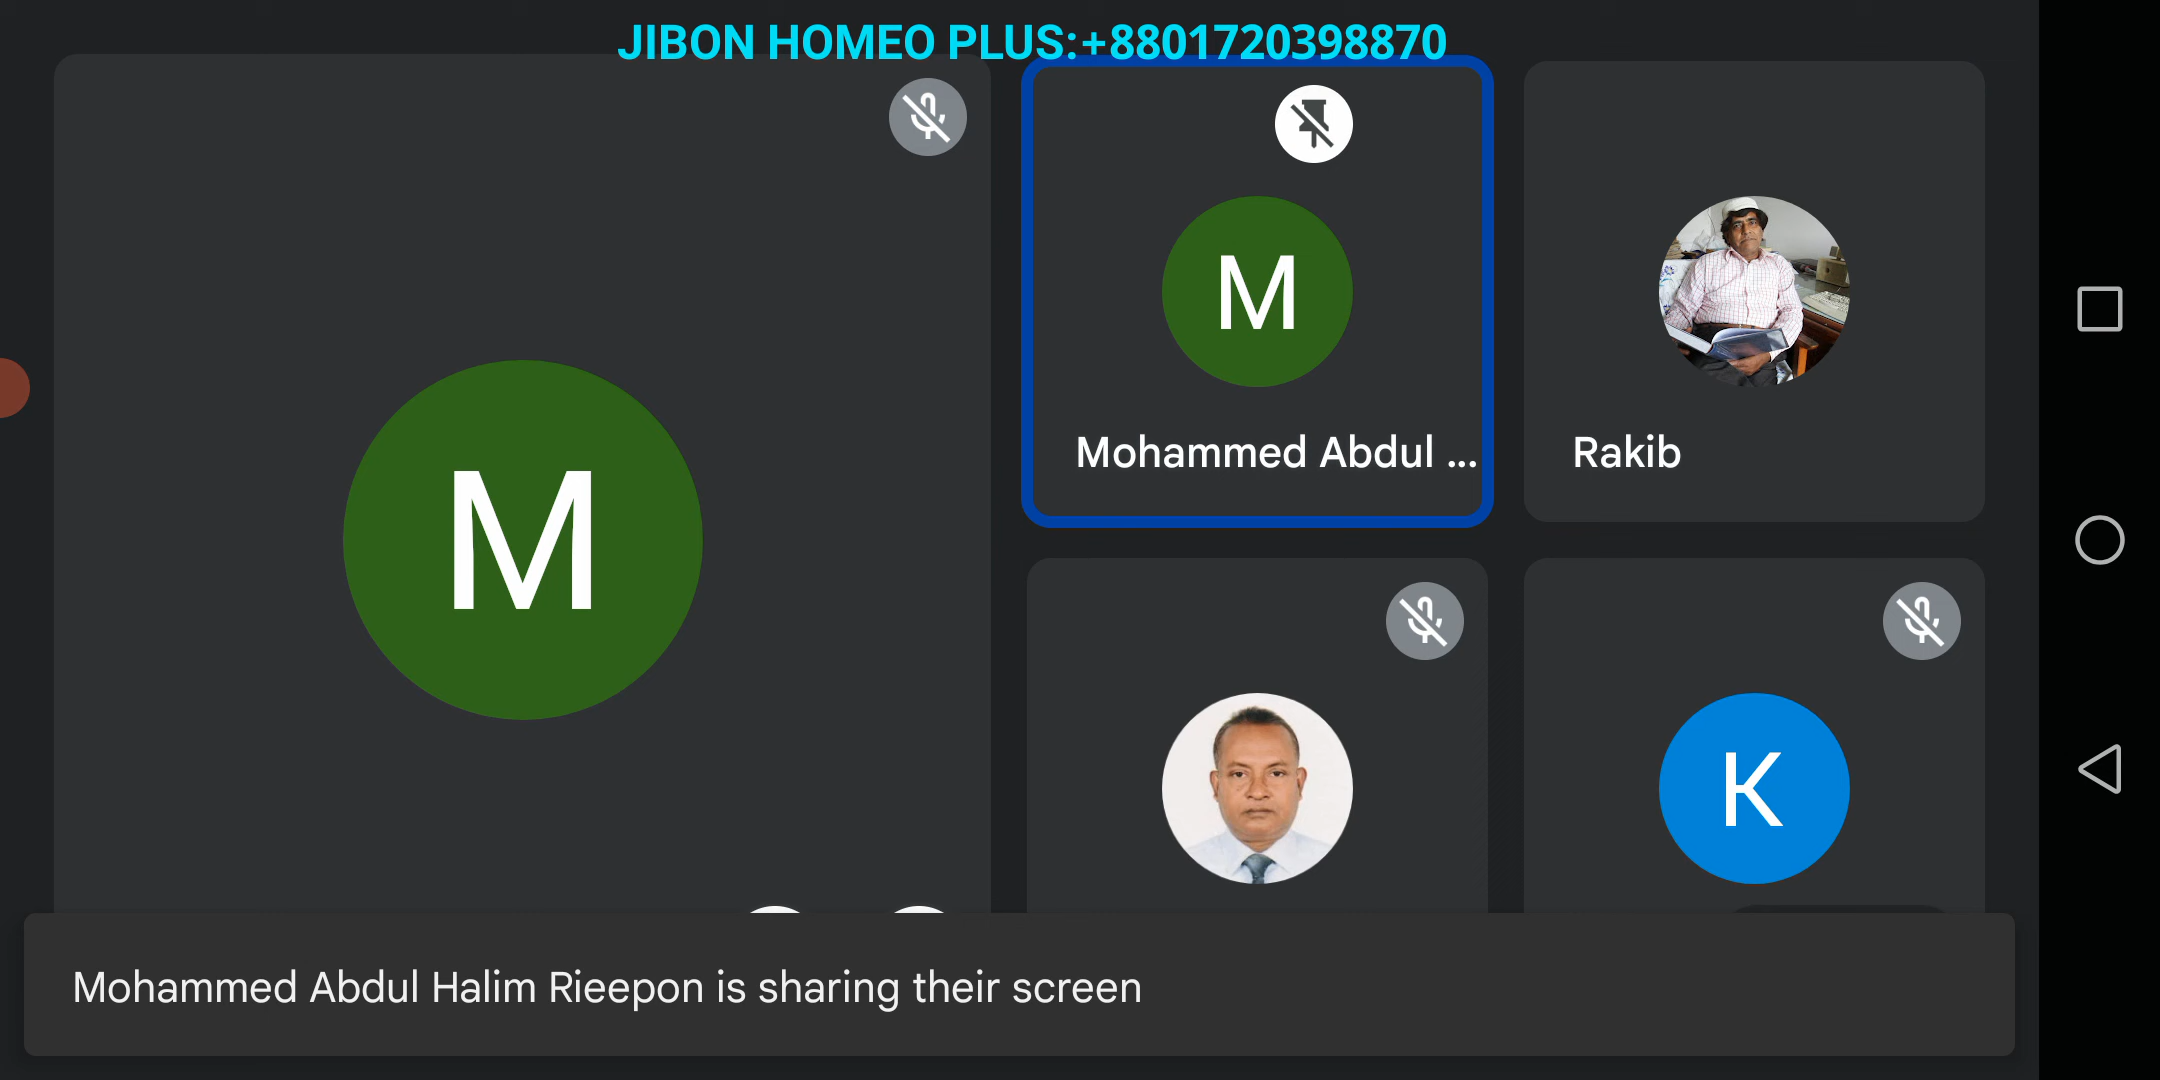 JIBON HOMEO PLUS:+8801720398870
M
M
Mohammed Abdul ...
Rakib
K
Mohammed Abdul Halim Rieepon is sharing their screen